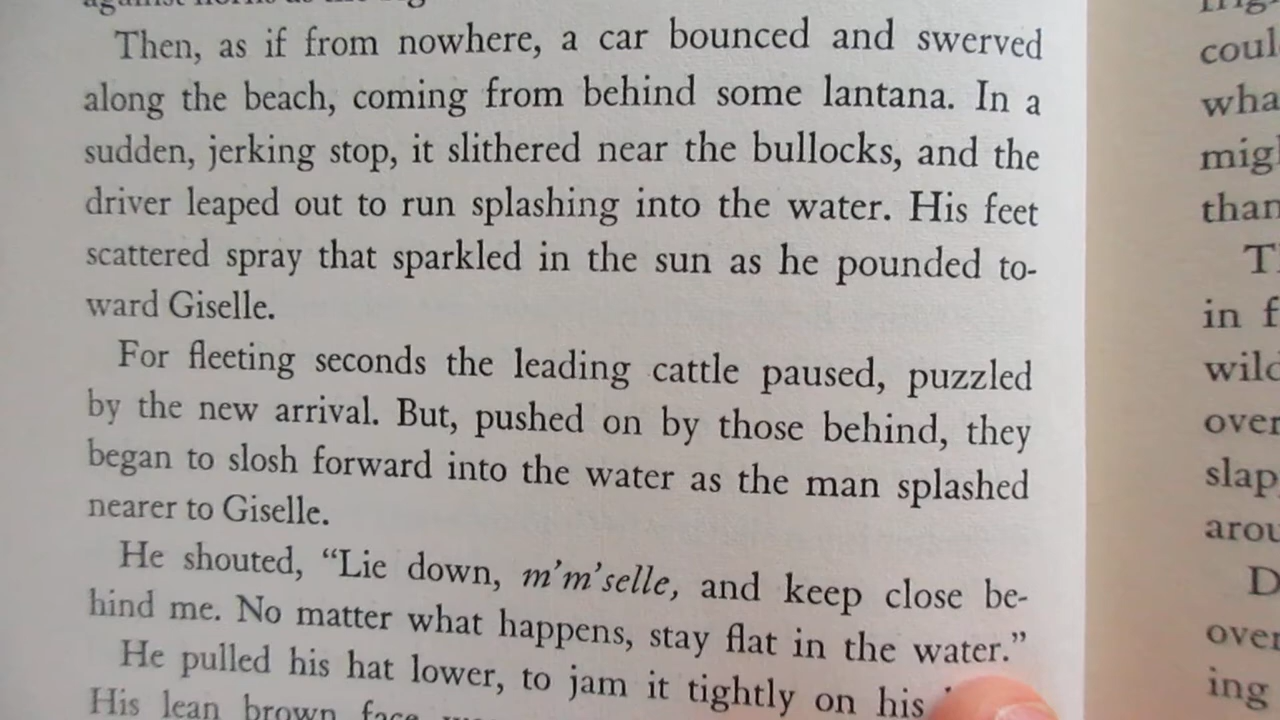 Then, as if from nowhere, a car bounced and swerved
along the beach, coming from behind some lantana. In a
sudden, jerking stop, it slithered near the bullocks, and the
driver leaped out to run splashing into the water. His feet
scattered spray that sparkled in the sun as he pounded to-
ward Giselle.
For fleeting seconds the leading cattle paused, puzzled
by the new arrival. But, pushed on by those behind, they
began to slosh forward into the water as the man splashed
nearer to Giselle.
He shouted, “Lie down, m’m’selle, and keep close be-
hind me. No matter what happens, stay flat in the water.”
He pulled his hat lower, to jam it tightly on his
His lean brown face
coul
wha
migh
than
in f
wild
over
slap
arou
D
over
ing